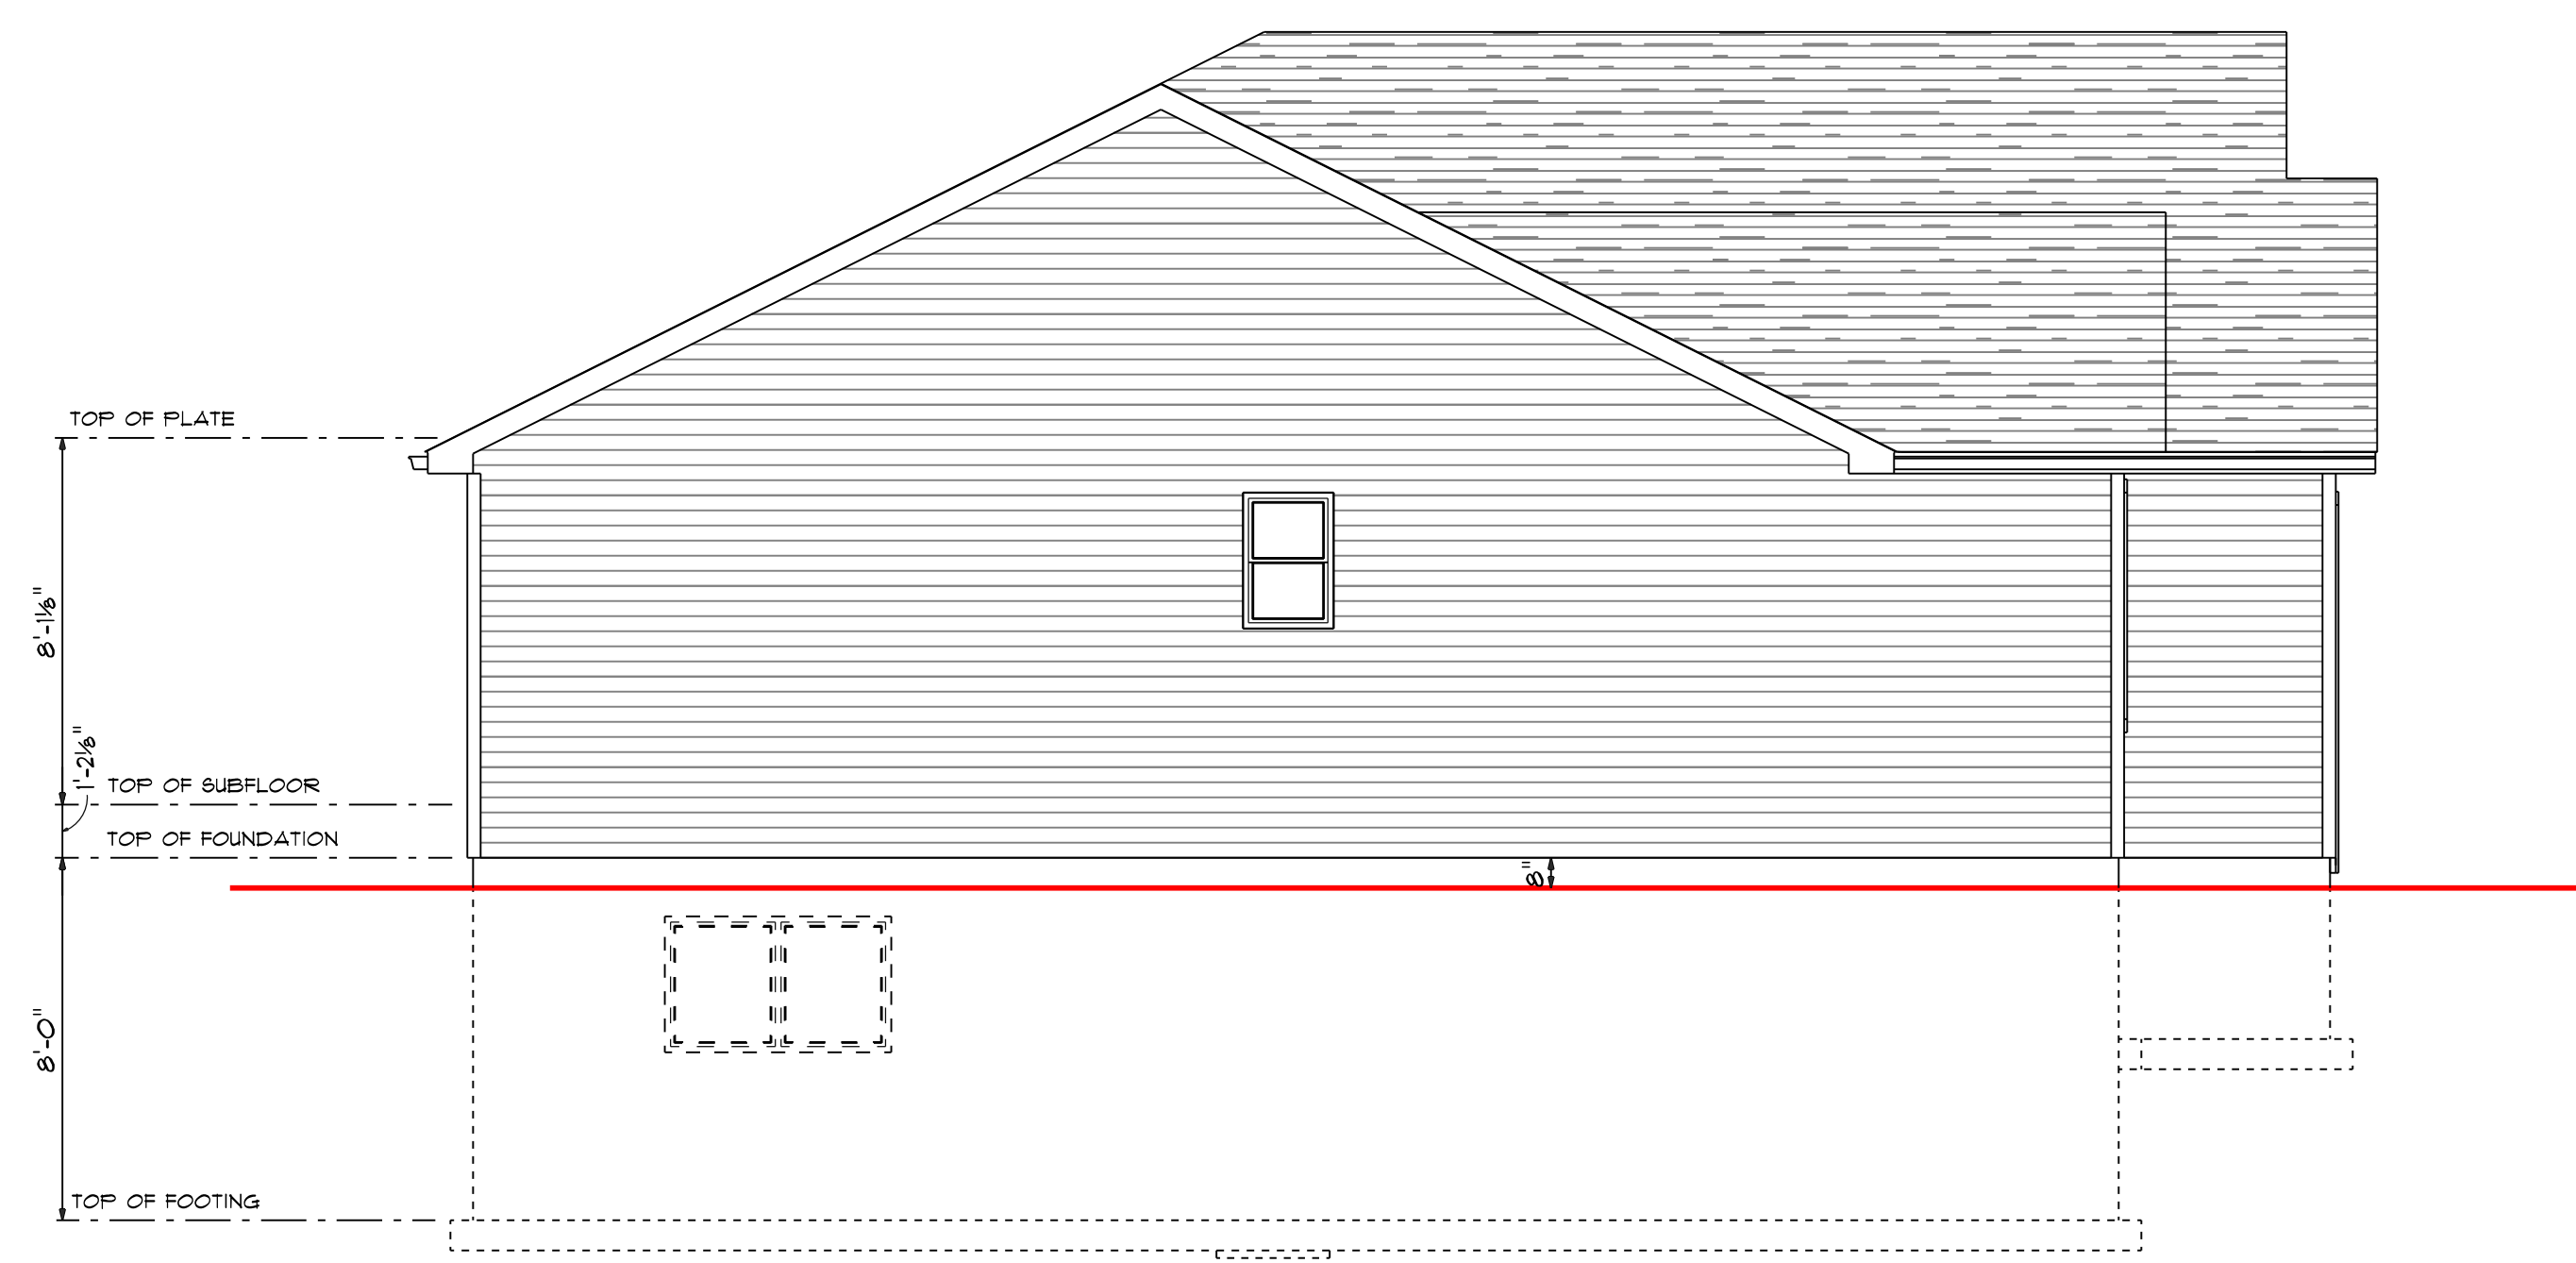 TOP OF PLATE
8'-1⅛"
1'-2⅛"
TOP OF SUBFLOOR
TOP OF FOUNDATION
8"
8'-0"
TOP OF FOOTING